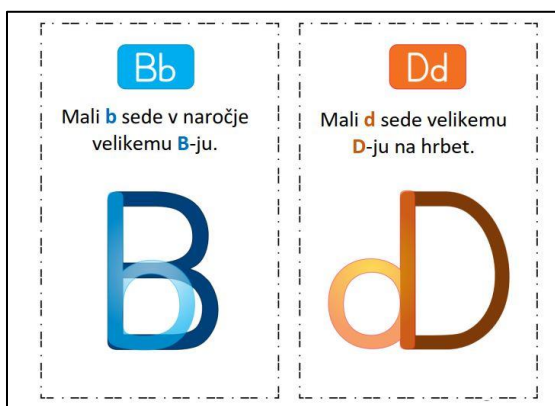 Bb
Mali b sede v naročje
velikemu B-ju.
B
b
Dd
Mali d sede velikemu
D-ju na hrbet.
d
D